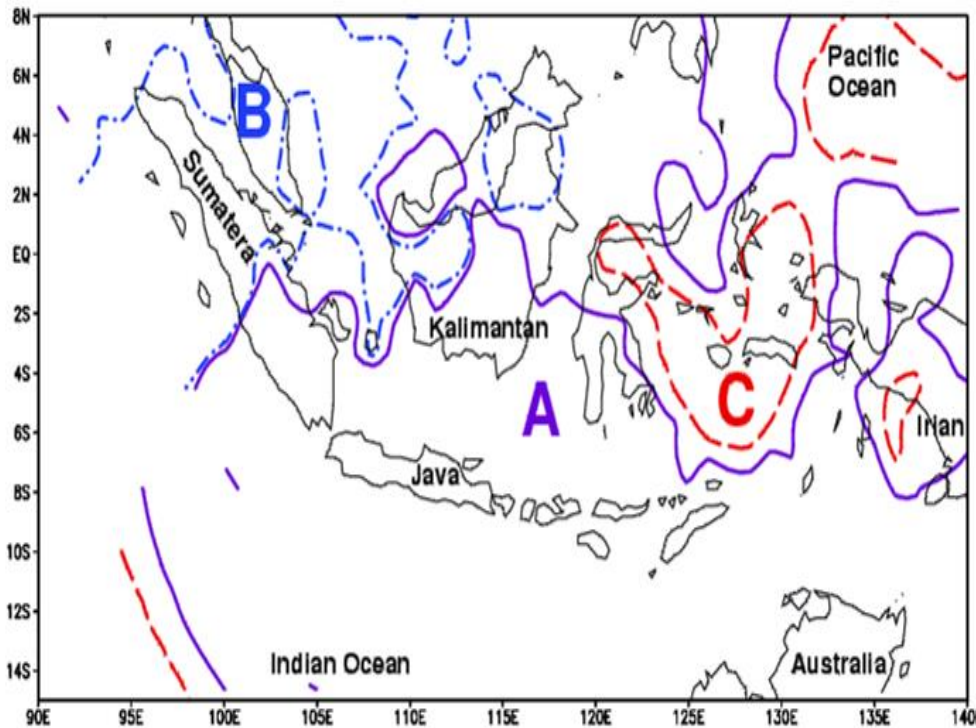 8N
6N
4N
2N
EQ
2S
4S
6S
8S
10S
12S
14S
90E 95E 100E 105E 110E 115E 120E 125E 130E 135E 140
Pacific
Ocean
B
Sumatera
Kalimantan
A
C
Irian
Java
Indian Ocean
Australia